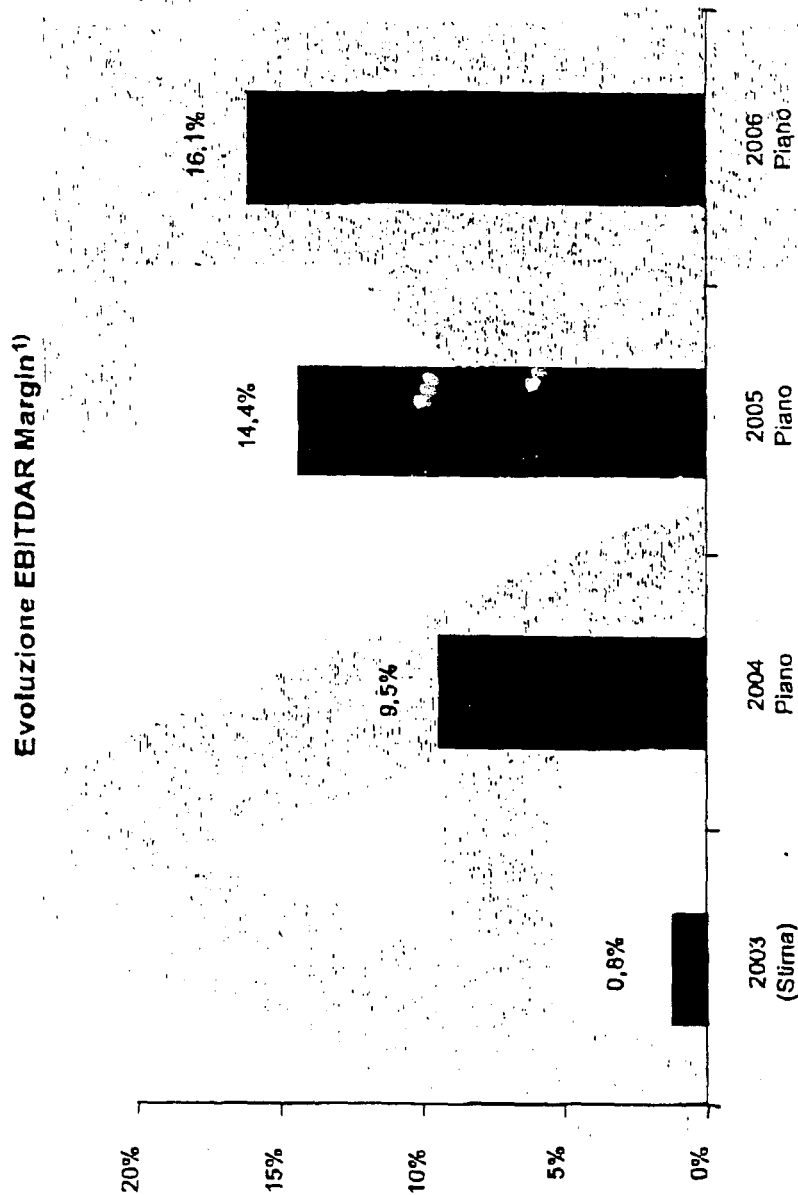 Evoluzione EBITDAR Margin¹⁾
20%
15%
10%
5%
0%
0,8%
9,5%
14,4%
16,1%
2003
(Stima)
2004
Piano
2005
Piano
2006
Piano